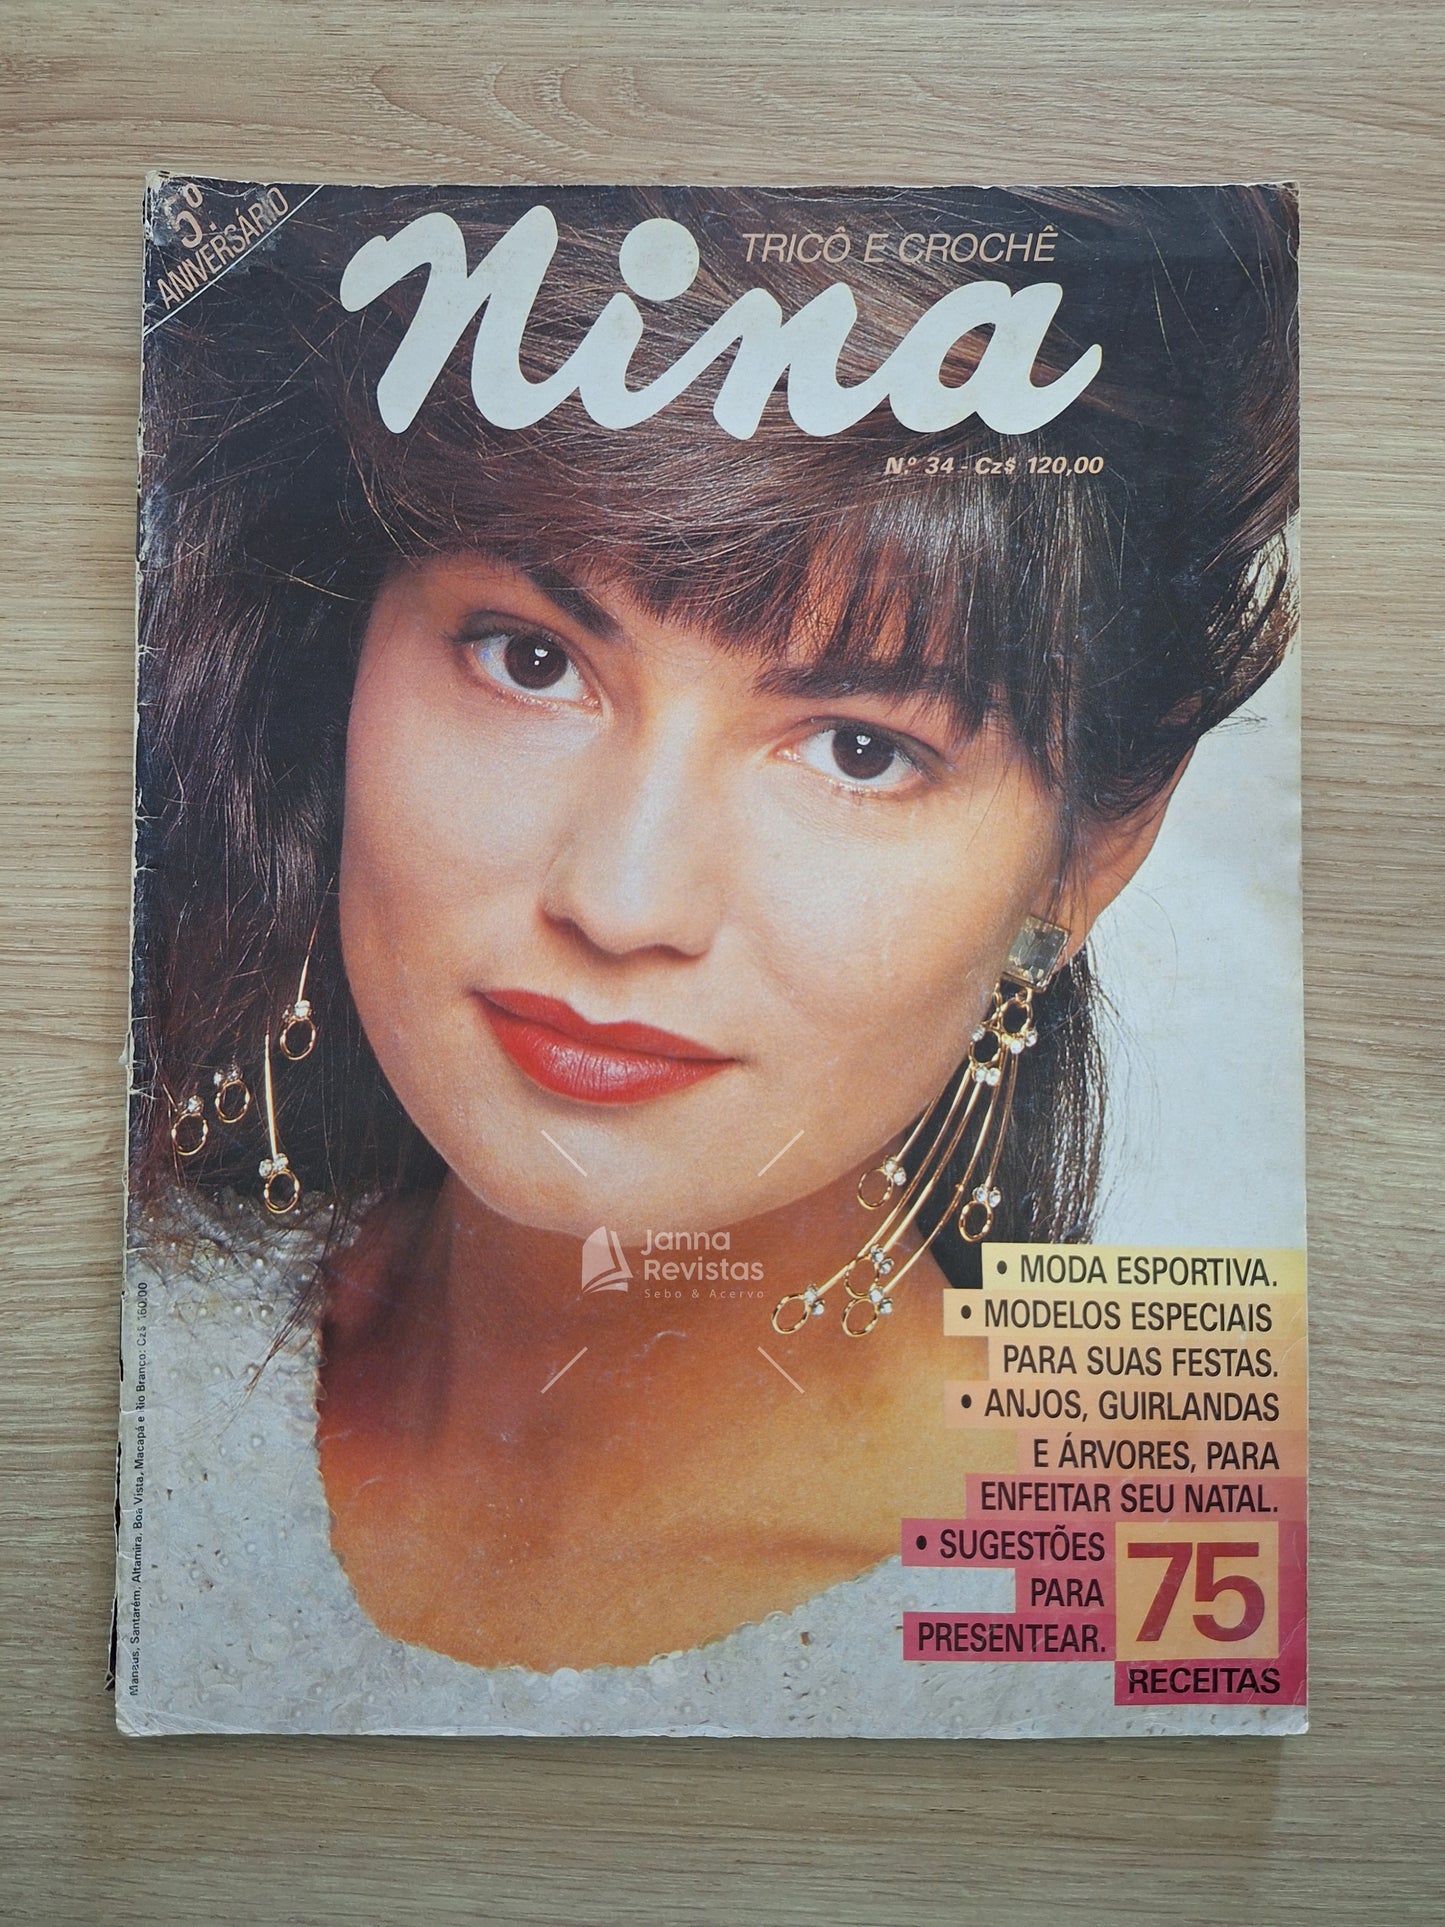 5º
ANIVERSÁRIO
TRICÔ E CROCHÊ
nina
N.º 34 - Cz$ 120,00
Janna
Revistas
Sebo & Acervo
• MODA ESPORTIVA.
• MODELOS ESPECIAIS
PARA SUAS FESTAS.
• ANJOS, GUIRLANDAS
E ÁRVORES, PARA
ENFEITAR SEU NATAL.
• SUGESTÕES
PARA
PRESENTEAR.
75
RECEITAS
Manaus, Santarém, Altamira, Boa Vista, Macapá e Rio Branco: Cz$ 160,00